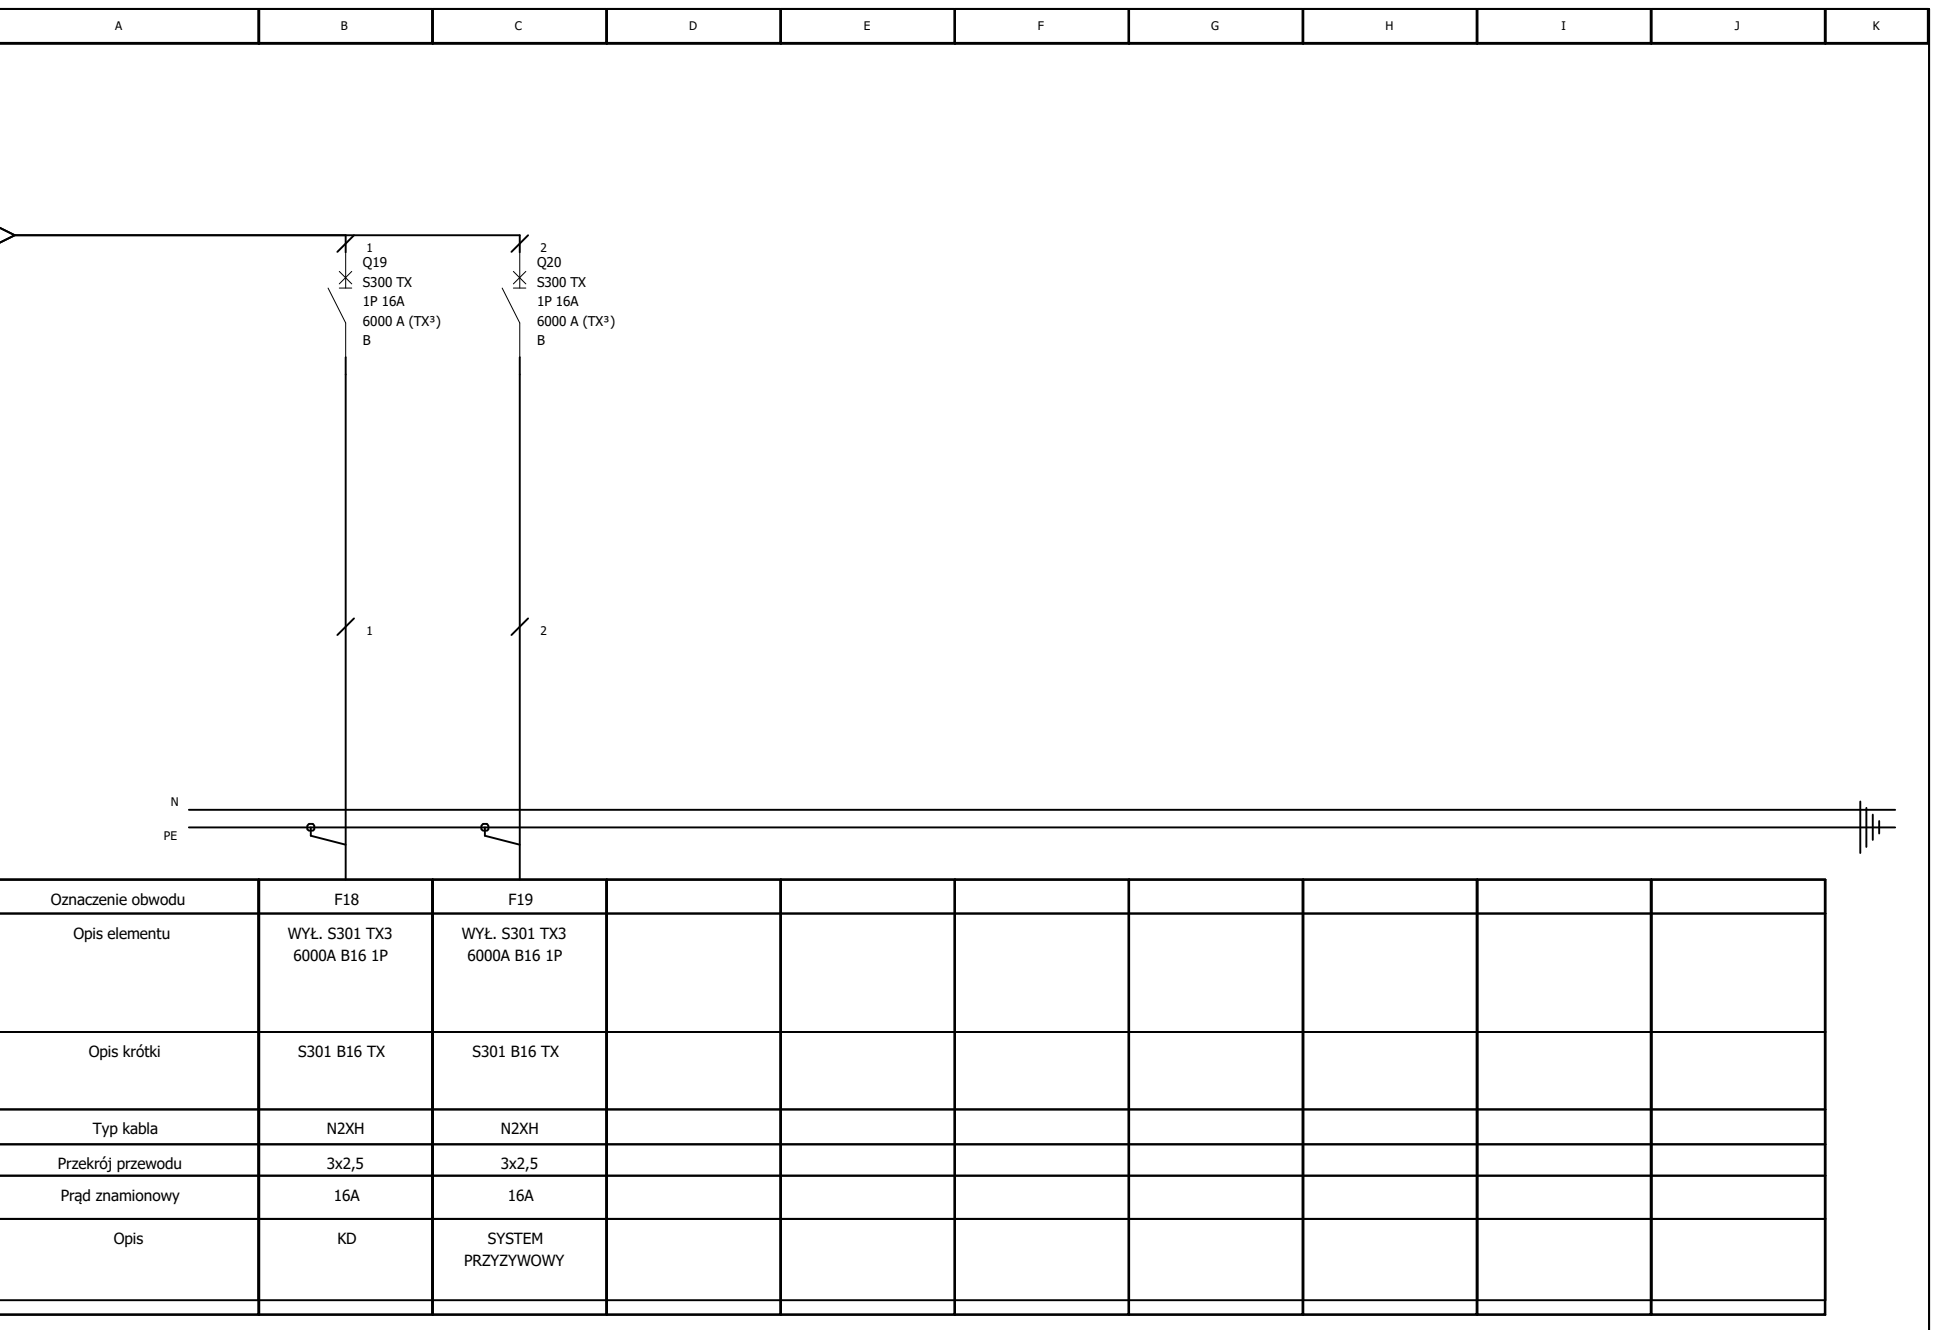 A B C D E F G H I J K
1 2
Q19 Q20
S300 TX S300 TX
1P 16A 1P 16A
6000 A (TX³) 6000 A (TX³)
B B
1 2
N
PE
Oznaczenie obwodu F18 F19
Opis elementu WYŁ. S301 TX3 WYŁ. S301 TX3
6000A B16 1P 6000A B16 1P
Opis krótki S301 B16 TX S301 B16 TX
Typ kabla N2XH N2XH
Przekrój przewodu 3x2,5 3x2,5
Prąd znamionowy 16A 16A
Opis KD SYSTEM
PRZYZYWOWY